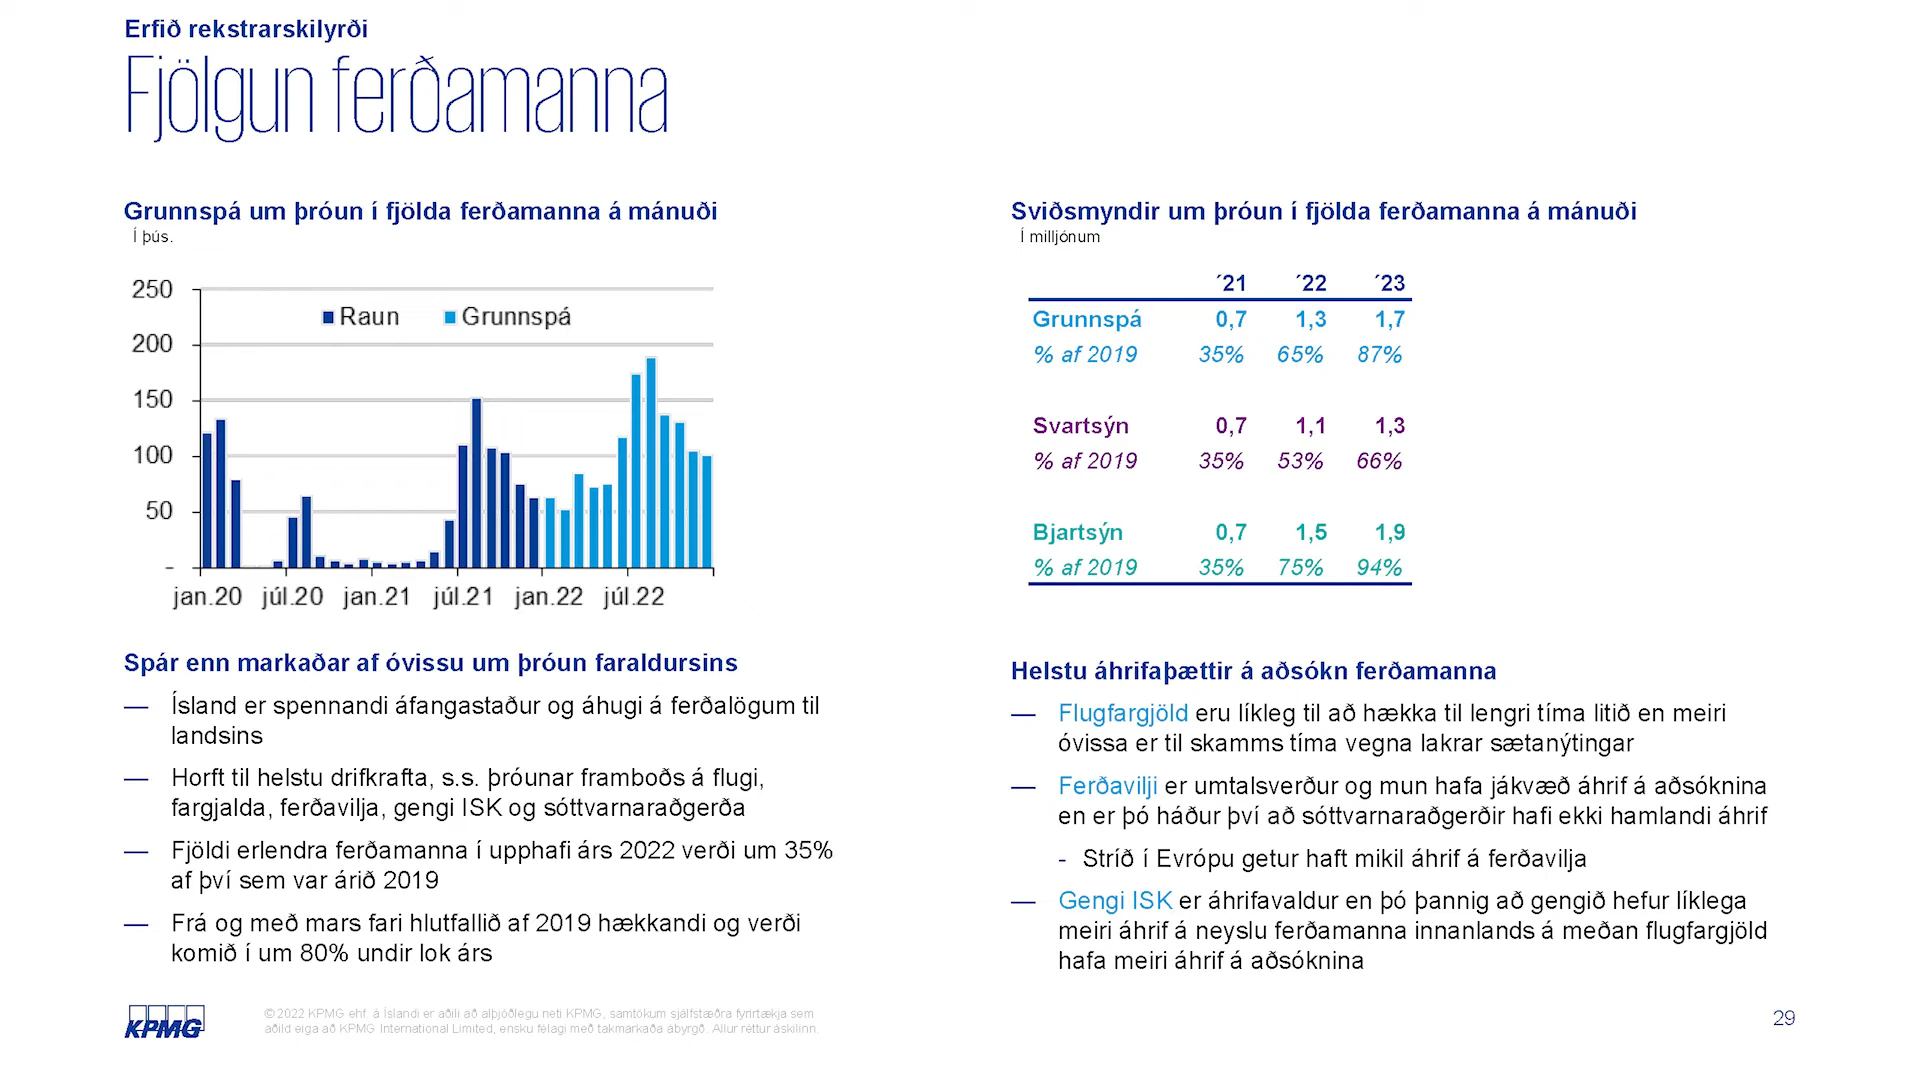 Erfið rekstrarskilyrði
Fjölgun ferðamanna
Grunnspá um þróun í fjölda ferðamanna á mánuði
Í þús.
250
200
150
100
50
-
Raun
Grunnspá
jan.20 júl.20 jan.21 júl.21 jan.22 júl.22
Spár enn markaðar af óvissu um þróun faraldursins
— Ísland er spennandi áfangastaður og áhugi á ferðalögum til
landsins
— Horft til helstu drifkrafta, s.s. þróunar framboðs á flugi,
fargjalda, ferðavilja, gengi ISK og sóttvarnaraðgerða
— Fjöldi erlendra ferðamanna í upphafi árs 2022 verði um 35%
af því sem var árið 2019
— Frá og með mars fari hlutfallið af 2019 hækkandi og verði
komið í um 80% undir lok árs
Sviðsmyndir um þróun í fjölda ferðamanna á mánuði
Í milljónum
´21 ´22 ´23
Grunnspá 0,7 1,3 1,7
% af 2019 35% 65% 87%
Svartsýn 0,7 1,1 1,3
% af 2019 35% 53% 66%
Bjartsýn 0,7 1,5 1,9
% af 2019 35% 75% 94%
Helstu áhrifaþættir á aðsókn ferðamanna
— Flugfargjöld eru líkleg til að hækka til lengri tíma litið en meiri
óvissa er til skamms tíma vegna lakrar sætanýtingar
— Ferðavilji er umtalsverður og mun hafa jákvæð áhrif á aðsóknina
en er þó háður því að sóttvarnaraðgerðir hafi ekki hamlandi áhrif
- Stríð í Evrópu getur haft mikil áhrif á ferðavilja
— Gengi ISK er áhrifavaldur en þó þannig að gengið hefur líklega
meiri áhrif á neyslu ferðamanna innanlands á meðan flugfargjöld
hafa meiri áhrif á aðsóknina
KPMG
© 2022 KPMG ehf. á Íslandi er aðili að alþjóðlegu neti KPMG, samtökum sjálfstæðra fyrirtækja sem
aðild eiga að KPMG International Limited, ensku félagi með takmarkaða ábyrgð. Allur réttur áskilinn.
29